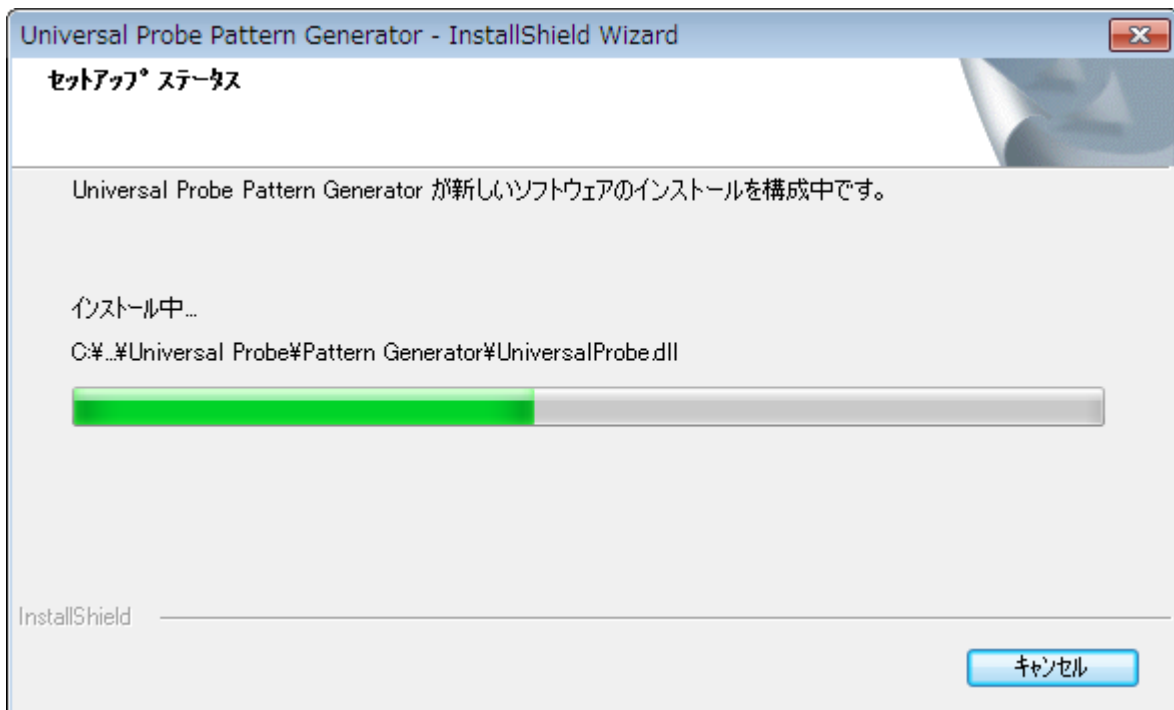 Universal Probe Pattern Generator - InstallShield Wizard
ｾｯﾄｱｯﾌﾟ ｽﾃｰﾀｽ
Universal Probe Pattern Generator が新しいソフトウェアのインストールを構成中です。
インストール中...
C:¥...¥Universal Probe¥Pattern Generator¥UniversalProbe.dll
InstallShield
ｷｬﾝｾﾙ